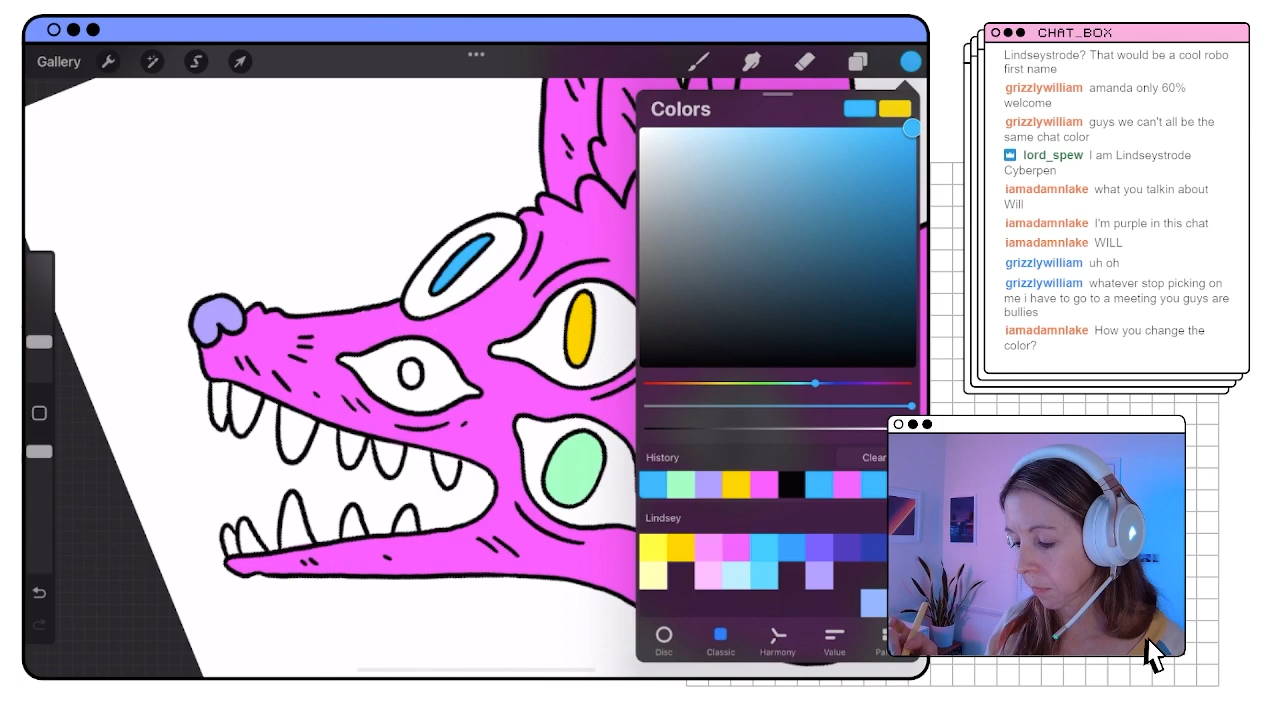 CHAT_BOX
Gallery
Lindseystrode? That would be a cool robo
first name
grizzlywilliam amanda only 60%
welcome
grizzlywilliam guys we can't all be the
same chat color
lord_spew I am Lindseystrode
Cyberpen
iamadamnlake what you talkin about
Will
iamadamnlake I'm purple in this chat
iamadamnlake WILL
grizzlywilliam uh oh
grizzlywilliam whatever stop picking on
me i have to go to a meeting you guys are
bullies
iamadamnlake How you change the
color?
Colors
History
Clear
Lindsey
Disc
Classic
Harmony
Value